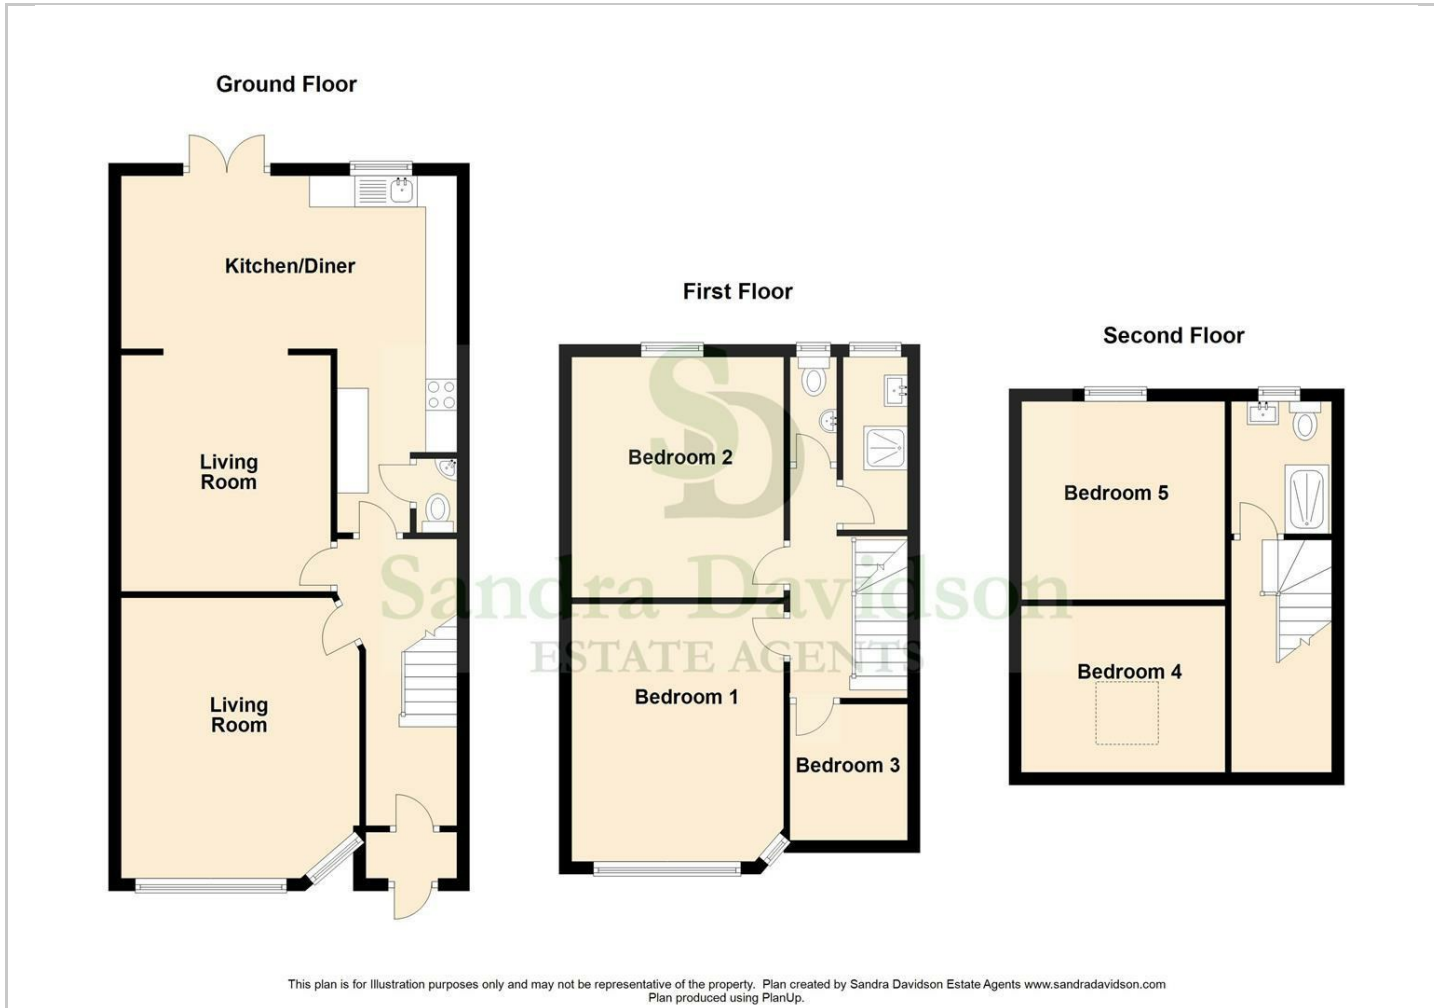 Ground Floor
Kitchen/Diner
Living
Room
Living
Room
First Floor
Bedroom 2
Bedroom 1
Bedroom 3
Second Floor
Bedroom 5
Bedroom 4
SD
Sandra Davidson
ESTATE AGENTS
This plan is for Illustration purposes only and may not be representative of the property. Plan created by Sandra Davidson Estate Agents www.sandradavidson.com
Plan produced using PlanUp.